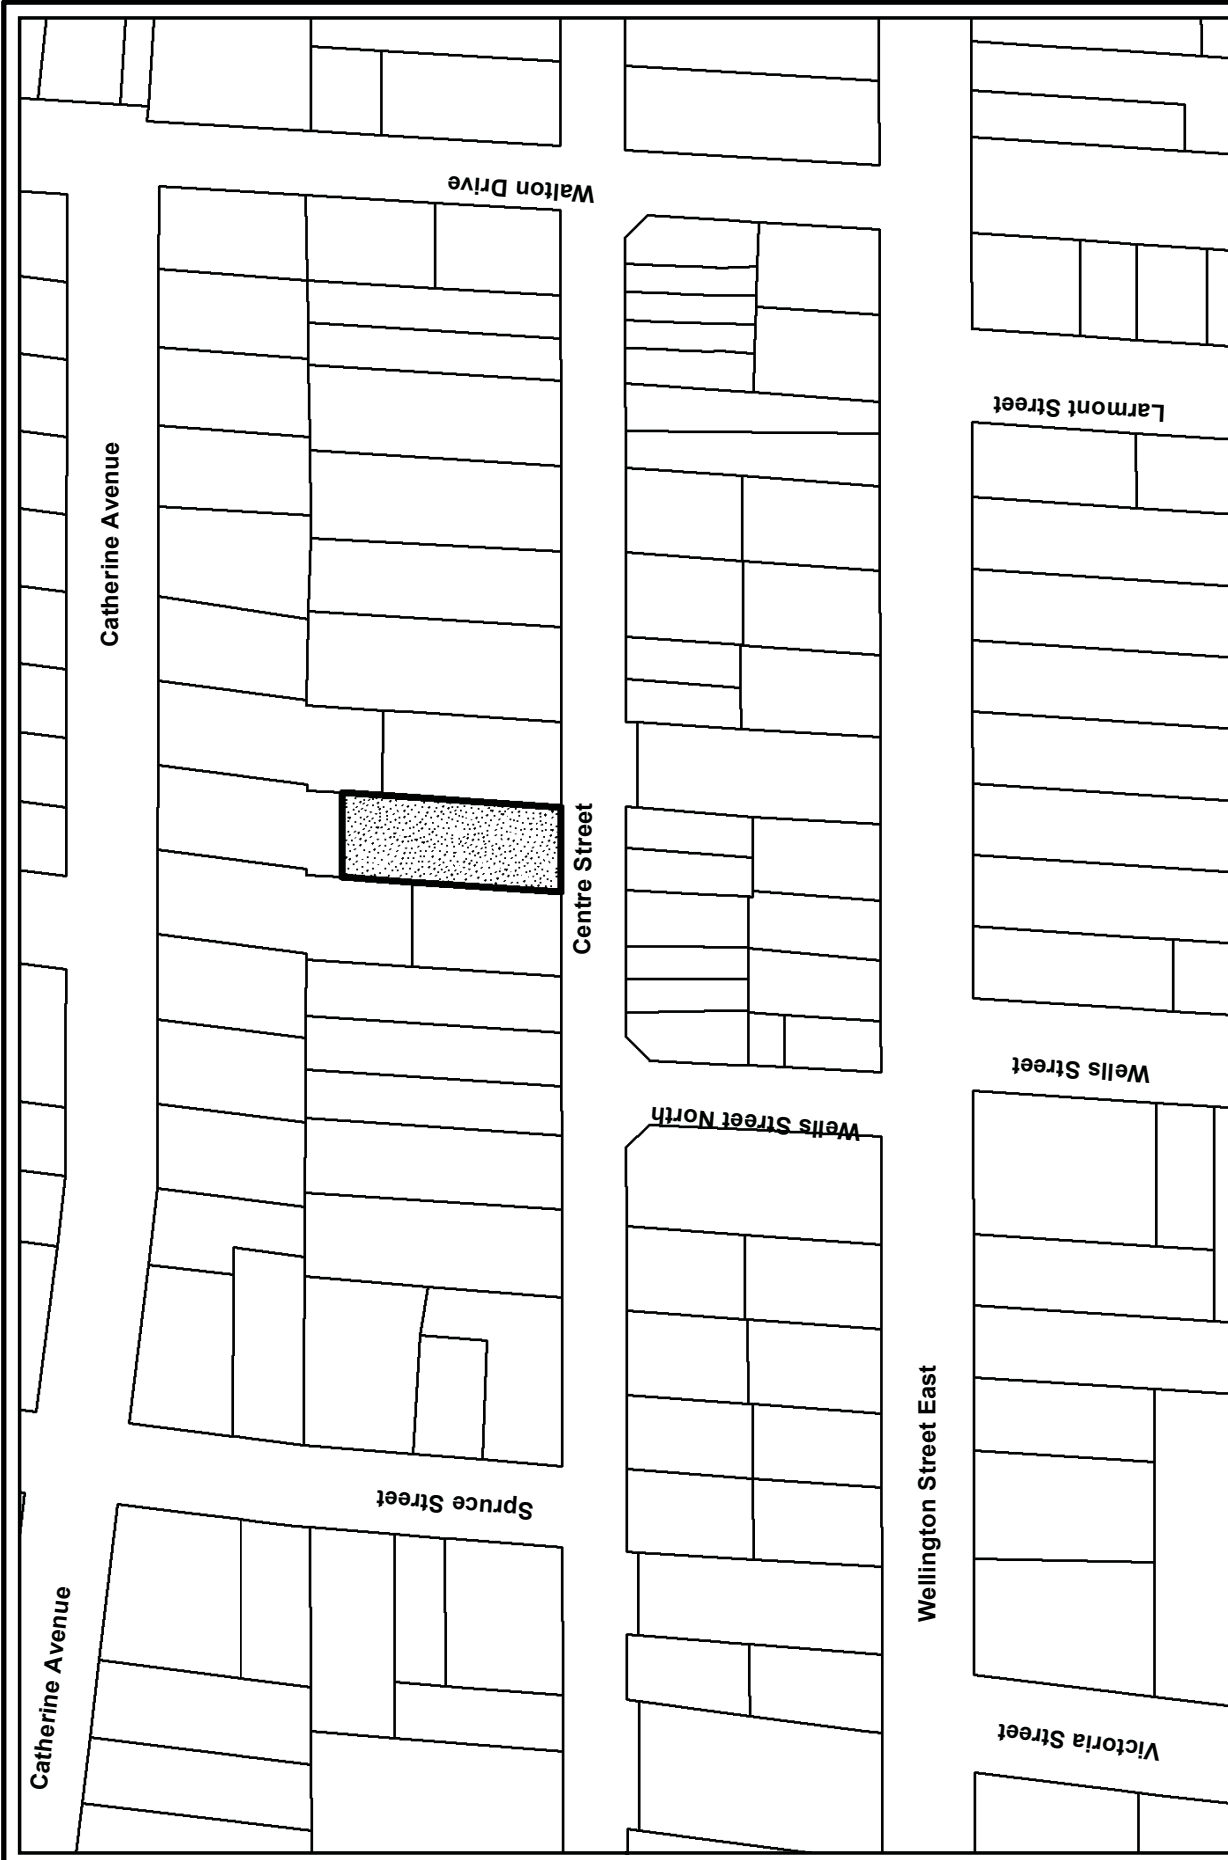 Walton Drive
Larmont Street
Catherine Avenue
Centre Street
Wells Street
Wells Street North
Wellington Street East
Spruce Street
Catherine Avenue
Victoria Street